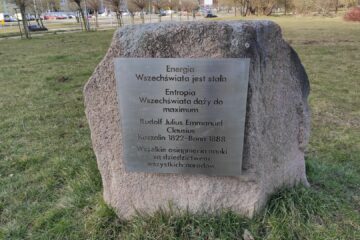 Energia
Wszechświata jest stała
Entropia
Wszechświata dąży do
maximum
Rudolf Julius Emmanuel
Clausius
Koszalin 1822-Bonn 1888
Wszelkie osiągnięcia nauki
są dziedzictwem
wszystkich narodów